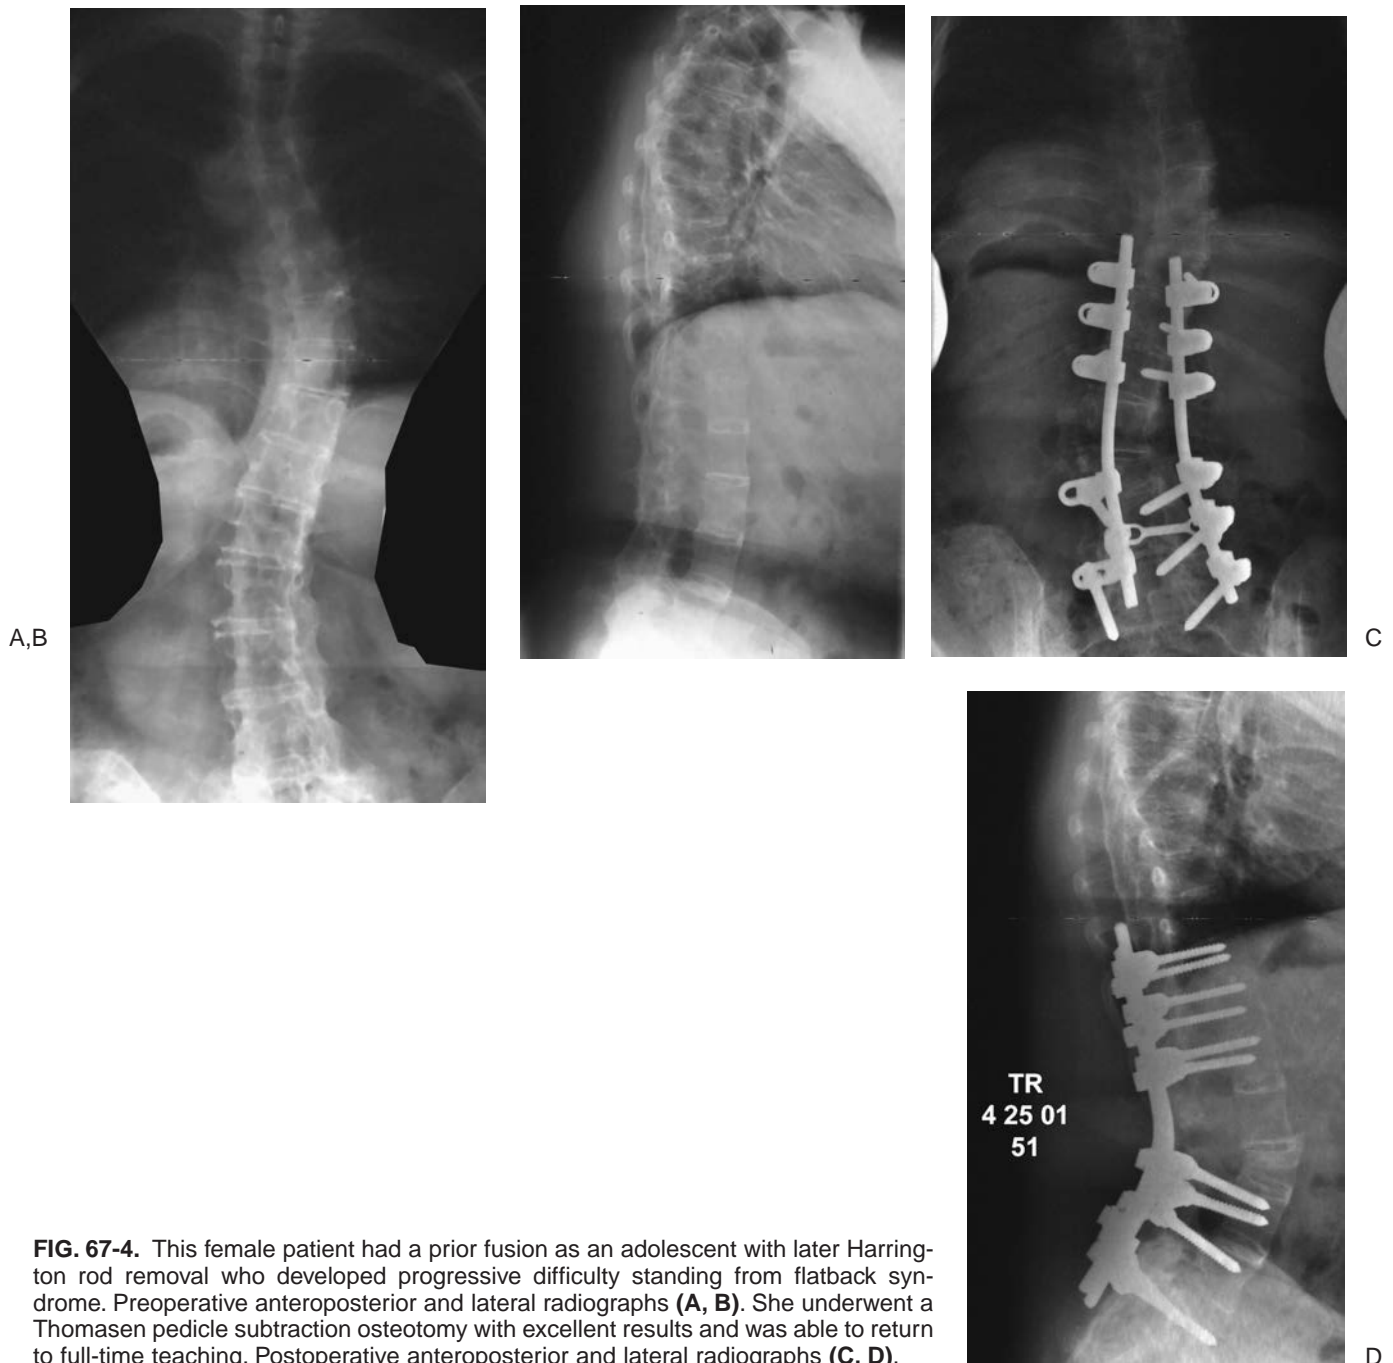 A,B
C
TR
4 25 01
51
FIG. 67-4. This female patient had a prior fusion as an adolescent with later Harring-
ton rod removal who developed progressive difficulty standing from flatback syn-
drome. Preoperative anteroposterior and lateral radiographs (A, B). She underwent a
Thomasen pedicle subtraction osteotomy with excellent results and was able to return
to full-time teaching. Postoperative anteroposterior and lateral radiographs (C, D).
D